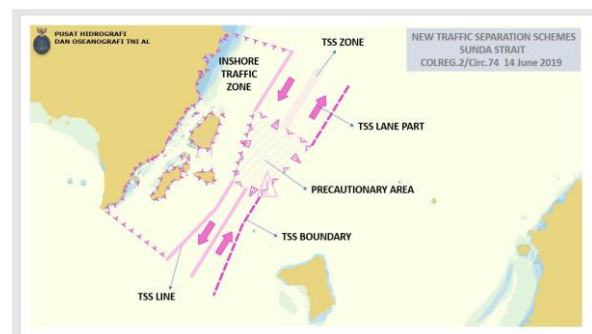 PUSAT HIDROGRAFI
DAN OSEANOGRAFI TNI AL
NEW TRAFFIC SEPARATION SCHEMES
SUNDA STRAIT
COLREG.2/Circ.74 14 June 2019
TSS ZONE
INSHORE
TRAFFIC
ZONE
TSS LANE PART
PRECAUTIONARY AREA
TSS BOUNDARY
TSS LINE